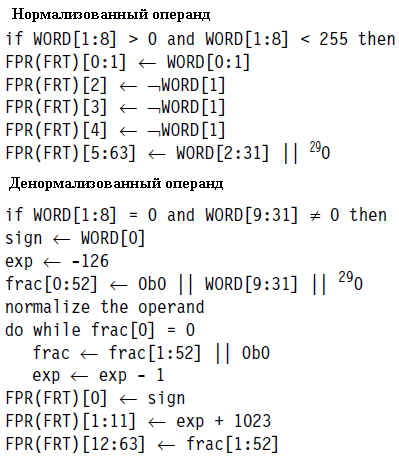 Нормализованный операнд
if WORD[1:8] > 0 and WORD[1:8] < 255 then
FPR(FRT)[0:1] ← WORD[0:1]
FPR(FRT)[2] ← ¬WORD[1]
FPR(FRT)[3] ← ¬WORD[1]
FPR(FRT)[4] ← ¬WORD[1]
FPR(FRT)[5:63] ← WORD[2:31] || ²⁹0
Денормализованный операнд
if WORD[1:8] = 0 and WORD[9:31] ≠ 0 then
sign ← WORD[0]
exp ← -126
frac[0:52] ← 0b0 || WORD[9:31] || ²⁹0
normalize the operand
do while frac[0] = 0
frac ← frac[1:52] || 0b0
exp ← exp - 1
FPR(FRT)[0] ← sign
FPR(FRT)[1:11] ← exp + 1023
FPR(FRT)[12:63] ← frac[1:52]